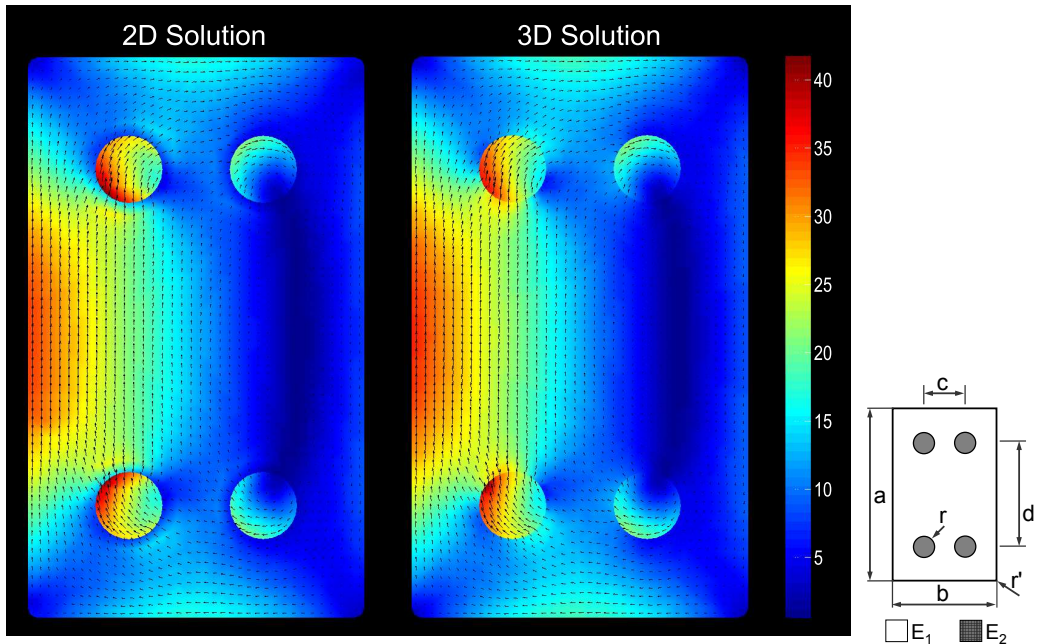 2D Solution
3D Solution
40
35
30
25
20
15
10
5
c
a
d
r
r'
b
E₁
E₂